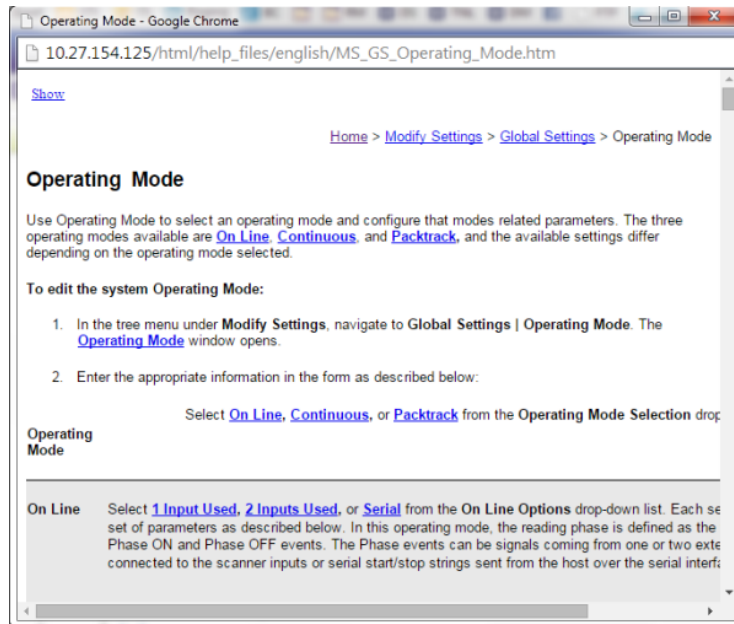 Operating Mode - Google Chrome
10.27.154.125/html/help_files/english/MS_GS_Operating_Mode.htm
Show
Home > Modify Settings > Global Settings > Operating Mode
Operating Mode
Use Operating Mode to select an operating mode and configure that modes related parameters. The three
operating modes available are On Line, Continuous, and Packtrack, and the available settings differ
depending on the operating mode selected.
To edit the system Operating Mode:
1. In the tree menu under Modify Settings, navigate to Global Settings | Operating Mode. The
Operating Mode window opens.
2. Enter the appropriate information in the form as described below:
Select On Line, Continuous, or Packtrack from the Operating Mode Selection drop
Operating
Mode
On Line Select 1 Input Used, 2 Inputs Used, or Serial from the On Line Options drop-down list. Each se
set of parameters as described below. In this operating mode, the reading phase is defined as the
Phase ON and Phase OFF events. The Phase events can be signals coming from one or two exte
connected to the scanner inputs or serial start/stop strings sent from the host over the serial interfa